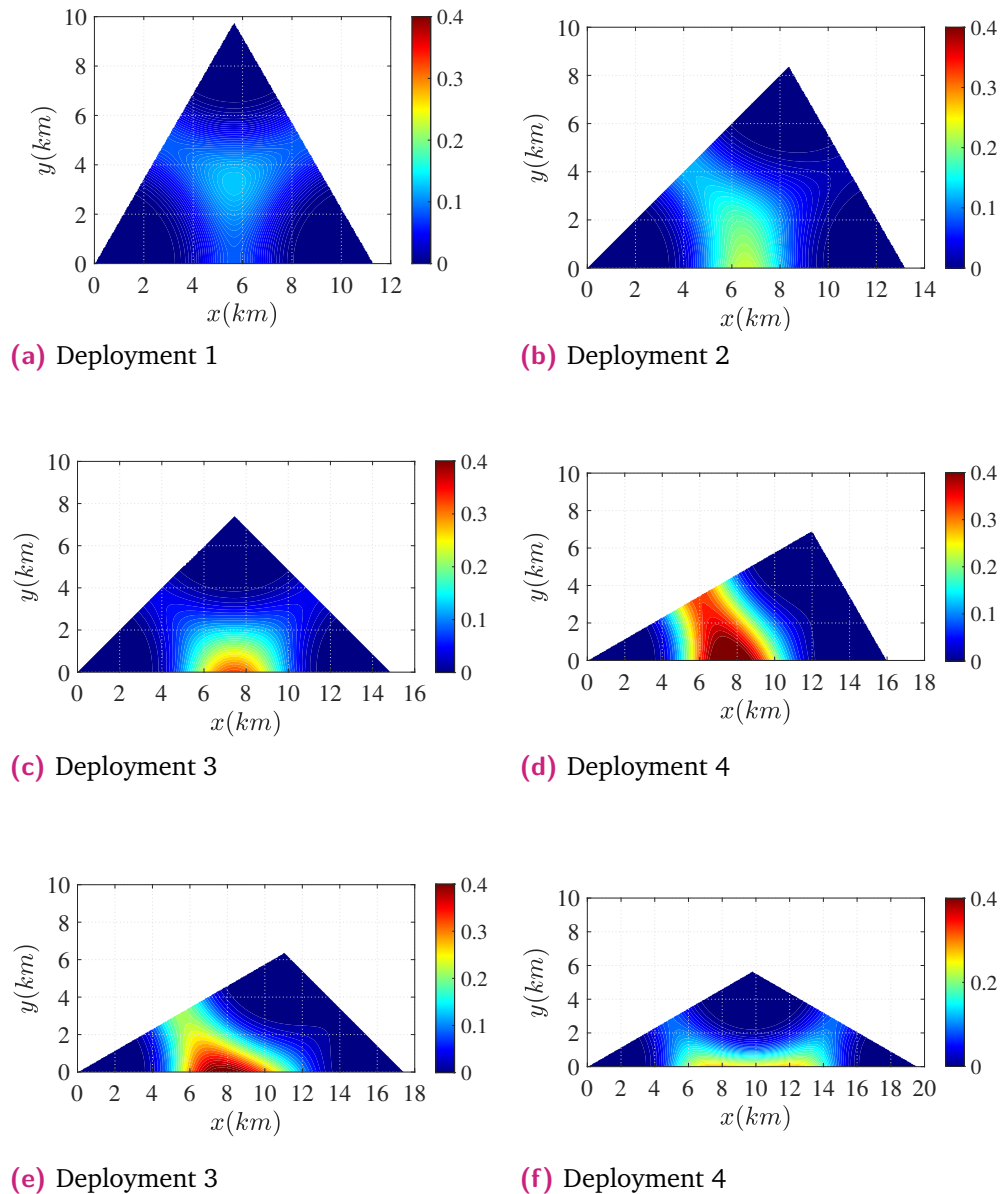 10
8
6
4
2
0
y(km)
0 2 4 6 8 10 12
x(km)
0.4
0.3
0.2
0.1
0
(a) Deployment 1
10
8
6
4
2
0
y(km)
0 2 4 6 8 10 12 14
x(km)
0.4
0.3
0.2
0.1
0
(b) Deployment 2
10
8
6
4
2
0
y(km)
0 2 4 6 8 10 12 14 16
x(km)
0.4
0.3
0.2
0.1
0
(c) Deployment 3
10
8
6
4
2
0
y(km)
0 2 4 6 8 10 12 14 16 18
x(km)
0.4
0.3
0.2
0.1
0
(d) Deployment 4
10
8
6
4
2
0
y(km)
0 2 4 6 8 10 12 14 16 18
x(km)
0.4
0.3
0.2
0.1
0
(e) Deployment 3
10
8
6
4
2
0
y(km)
0 2 4 6 8 10 12 14 16 18 20
x(km)
0.4
0.2
0
(f) Deployment 4